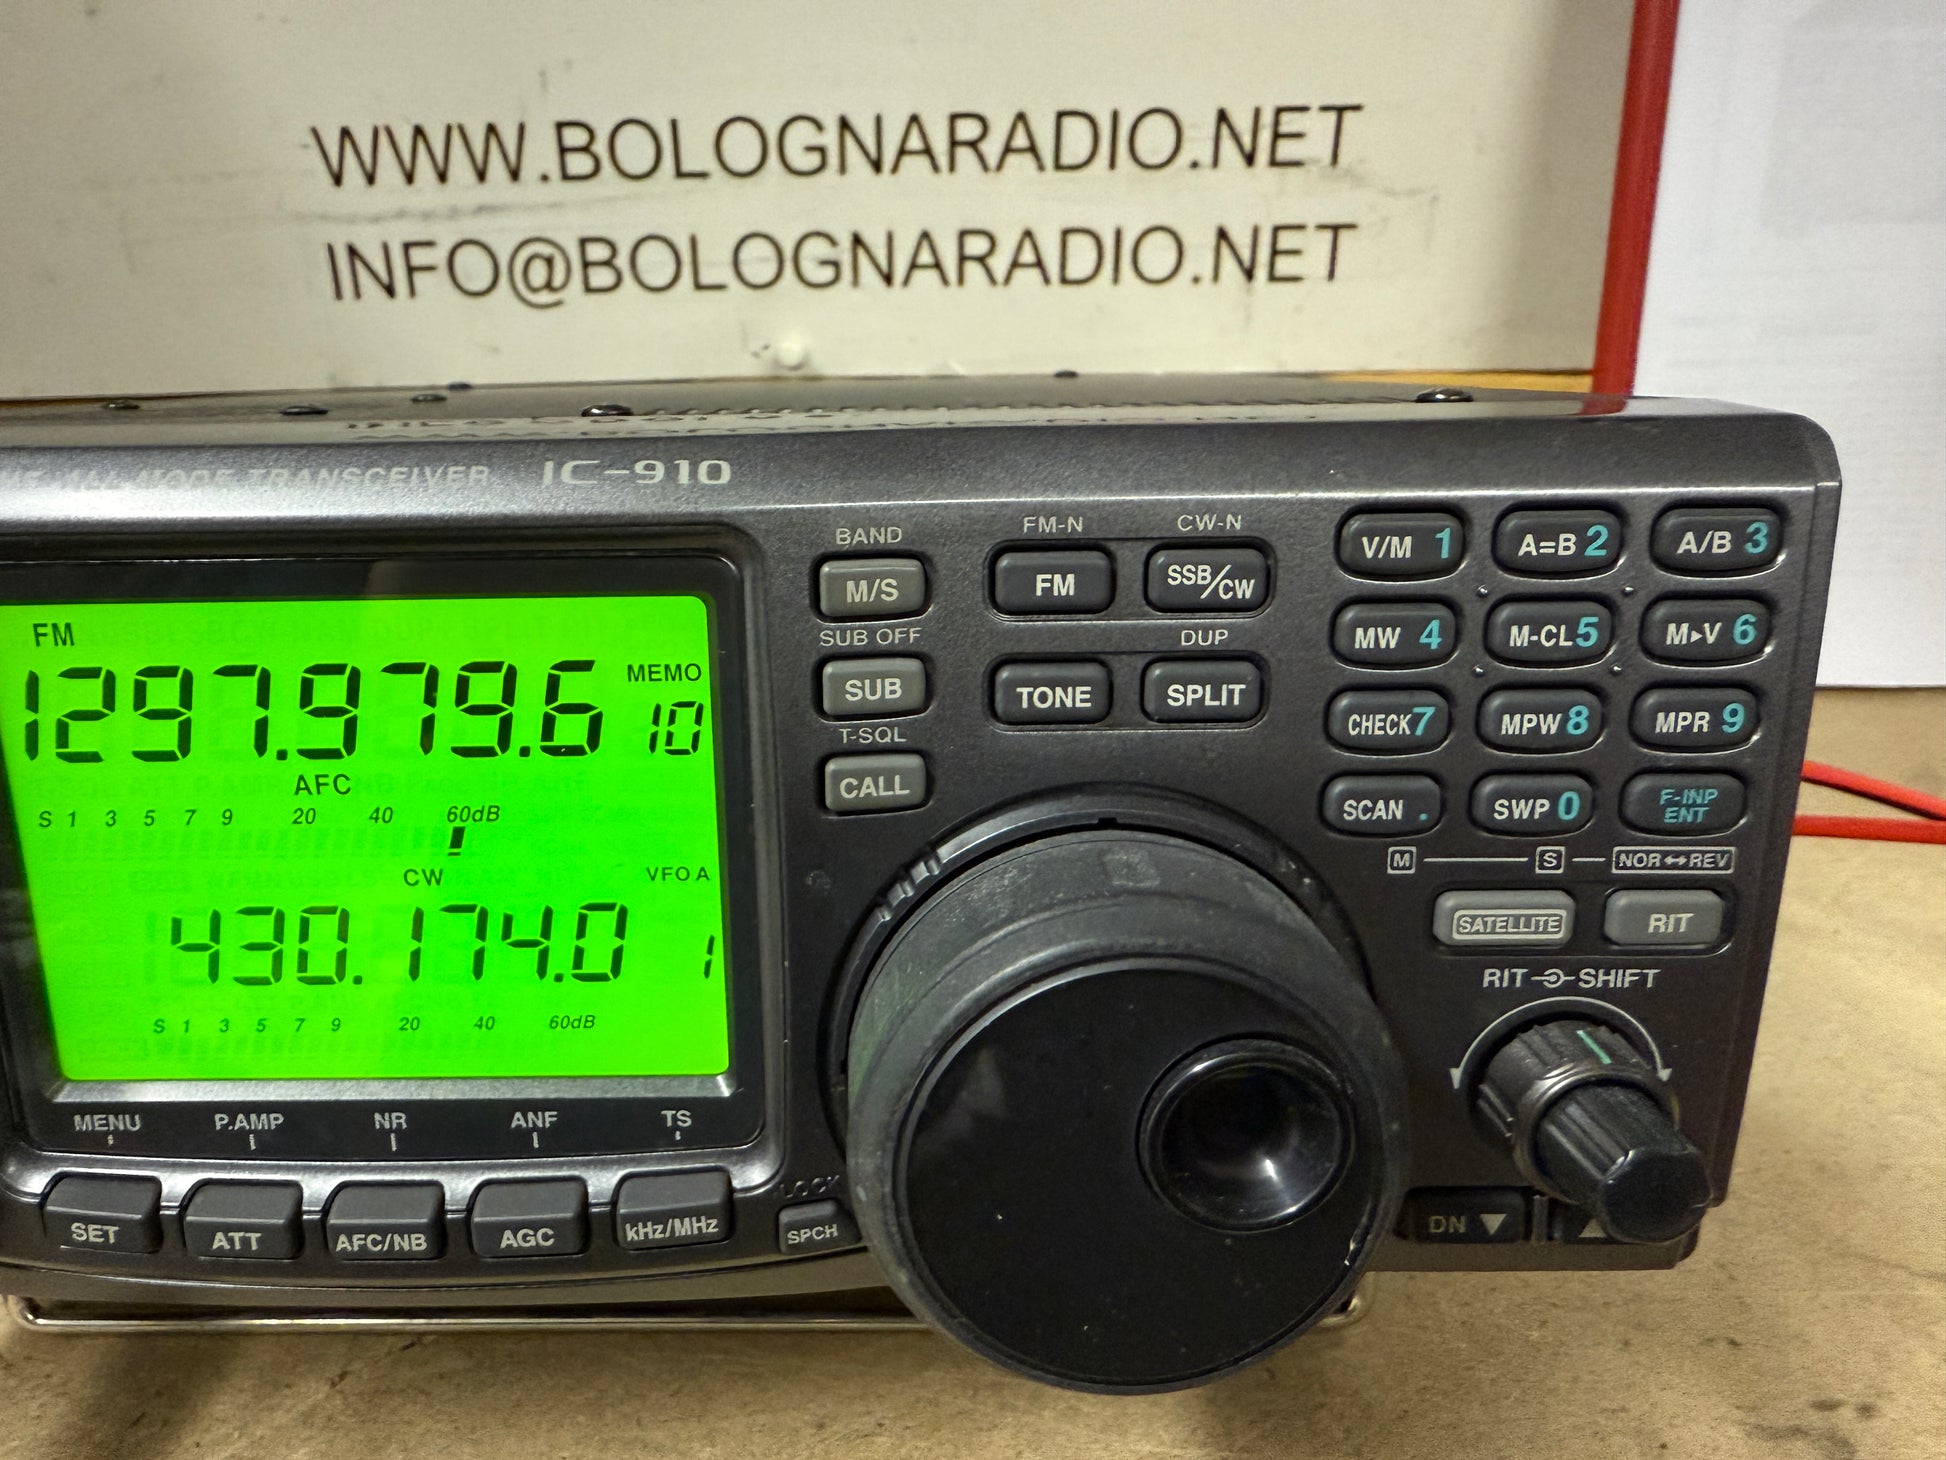 WWW.BOLOGNARADIO.NET
INFO@BOLOGNARADIO.NET
ALL MODE TRANSCEIVER IC-910
BAND FM-N CW-N
M/S FM SSB/CW V/M 1 A=B 2 A/B 3
SUB OFF DUP
SUB TONE SPLIT MW 4 M-CL 5 M▸V 6
T-SQL
CALL CHECK 7 MPW 8 MPR 9
SCAN . SWP 0 F-INP ENT
M S NOR↔REV
SATELLITE RIT
RIT SHIFT
DN ▼ ▲
FM
1297.979.6 MEMO 10
AFC
S 1 3 5 7 9 20 40 60dB
CW VFO A
430.174.0 1
S 1 3 5 7 9 20 40 60dB
MENU P.AMP NR ANF TS
LOCK
SET ATT AFC/NB AGC kHz/MHz SPCH